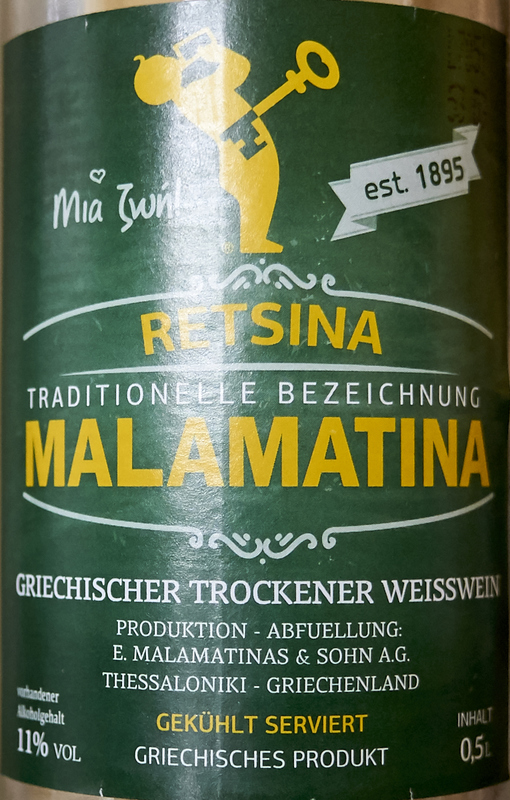 Μια ζωή!
est. 1895
RETSINA
TRADITIONELLE BEZEICHNUNG
MALAMATINA
GRIECHISCHER TROCKENER WEISSWEIN
PRODUKTION - ABFUELLUNG:
E. MALAMATINAS & SOHN A.G.
THESSALONIKI - GRIECHENLAND
vorhandener
Alkoholgehalt
11% VOL
GEKÜHLT SERVIERT
GRIECHISCHES PRODUKT
INHALT
0,5L